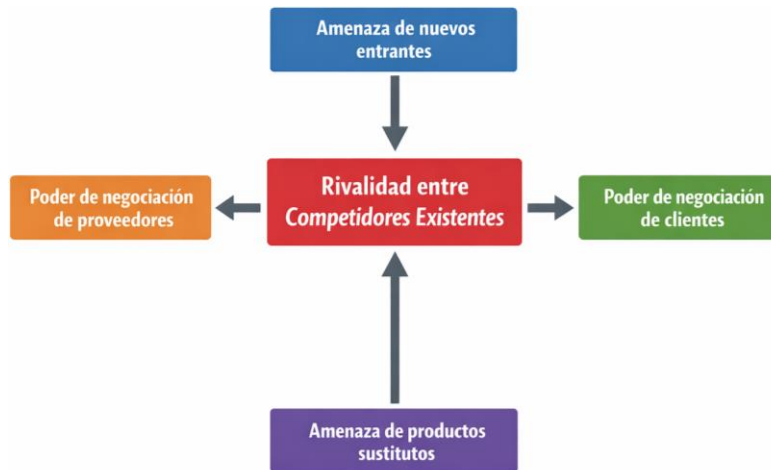 Amenaza de nuevos
entrantes
Poder de negociación
de proveedores
Rivalidad entre
Competidores Existentes
Poder de negociación
de clientes
Amenaza de productos
sustitutos